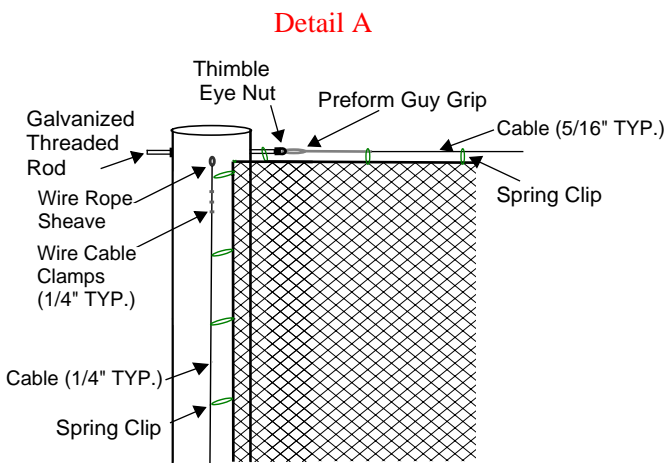 Detail A
Thimble
Eye Nut
Preform Guy Grip
Galvanized
Threaded
Rod
Cable (5/16" TYP.)
Spring Clip
Wire Rope
Sheave
Wire Cable
Clamps
(1/4" TYP.)
Cable (1/4" TYP.)
Spring Clip